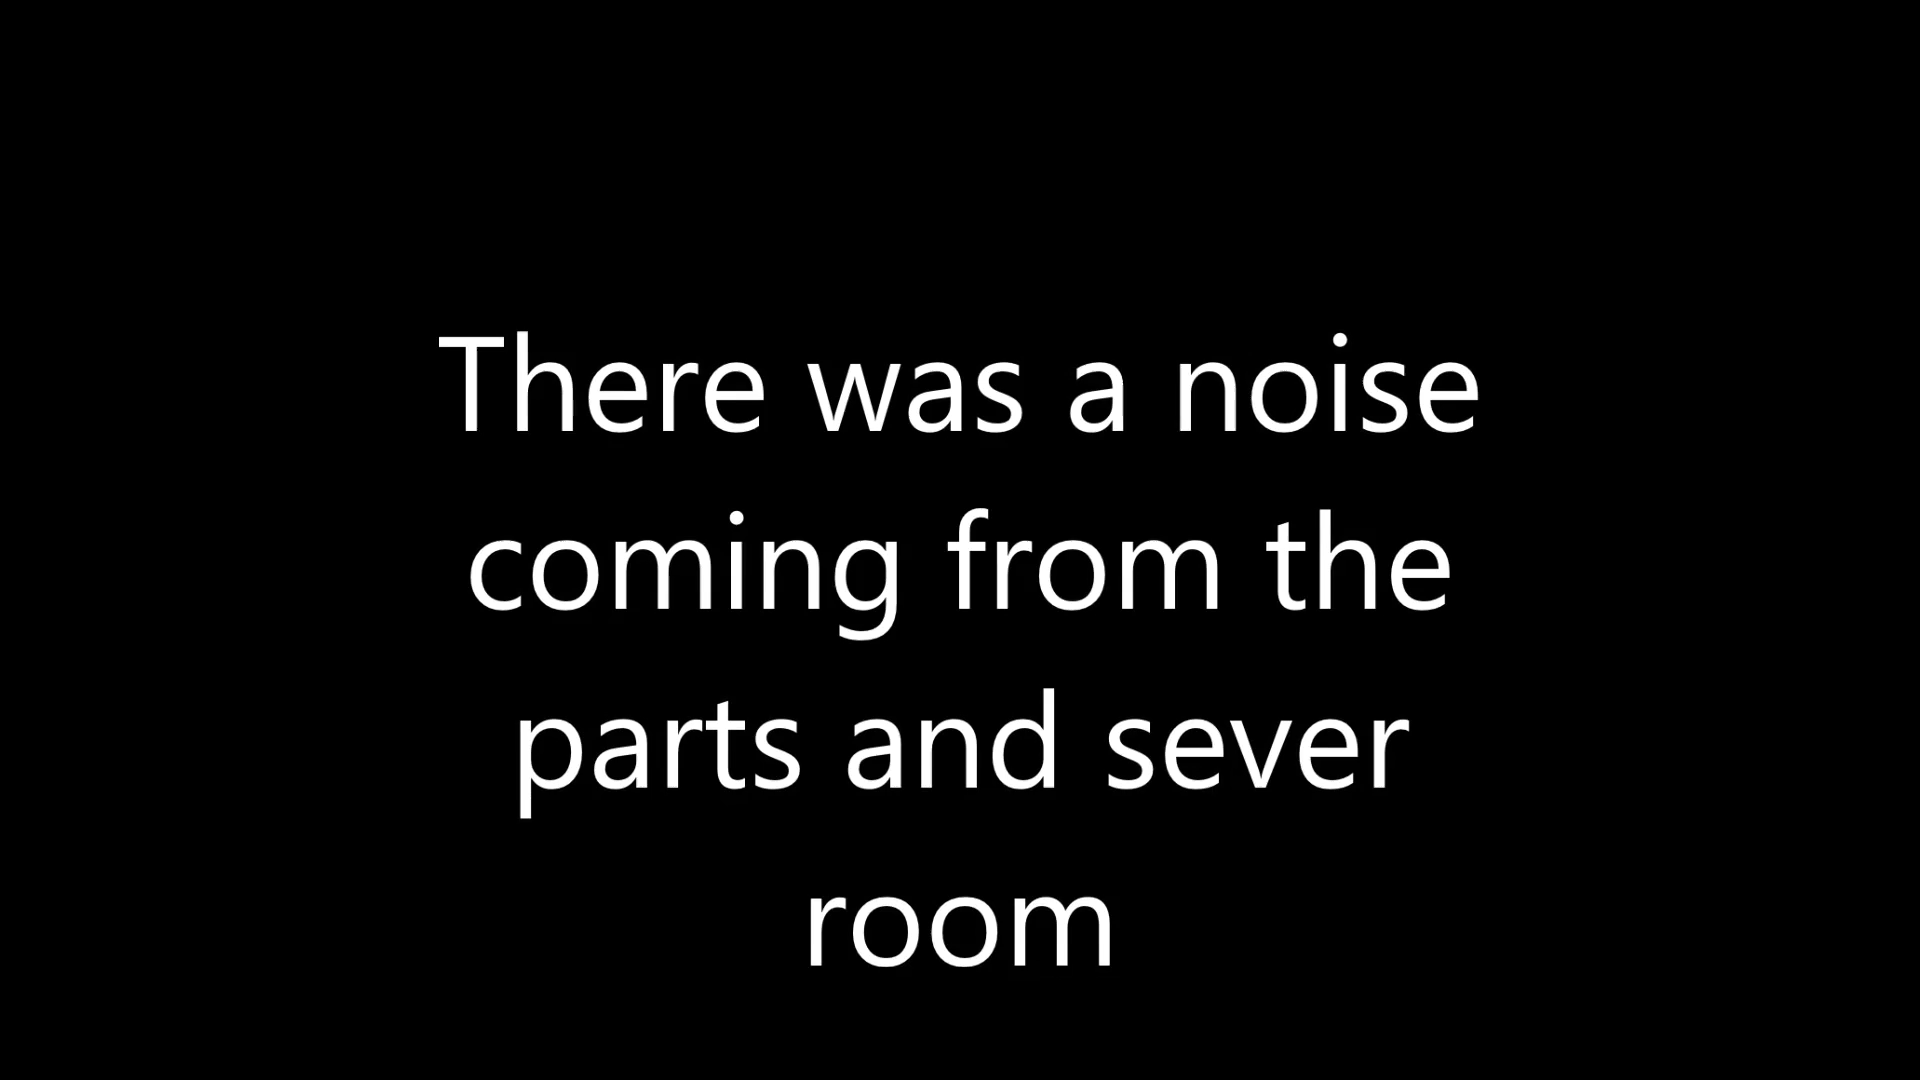 There was a noise
coming from the
parts and sever
room